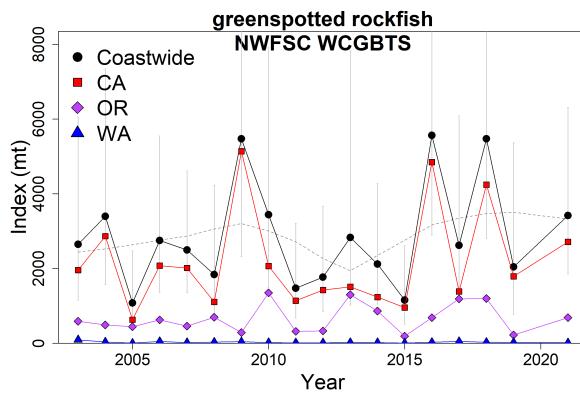 greenspotted rockfish
NWFSC WCGBTS
Coastwide
CA
OR
WA
Index (mt)
8000
6000
4000
2000
0
2005
2010
2015
2020
Year